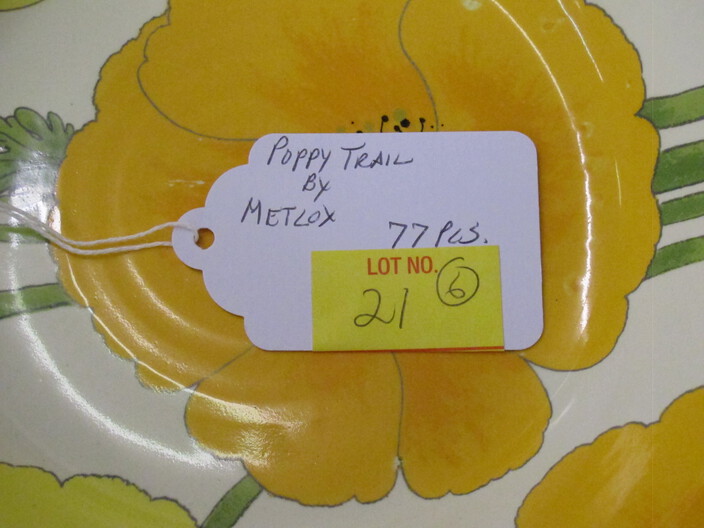 Poppy Trail
By
Metlox
77 Pcs.
LOT NO.
21 6